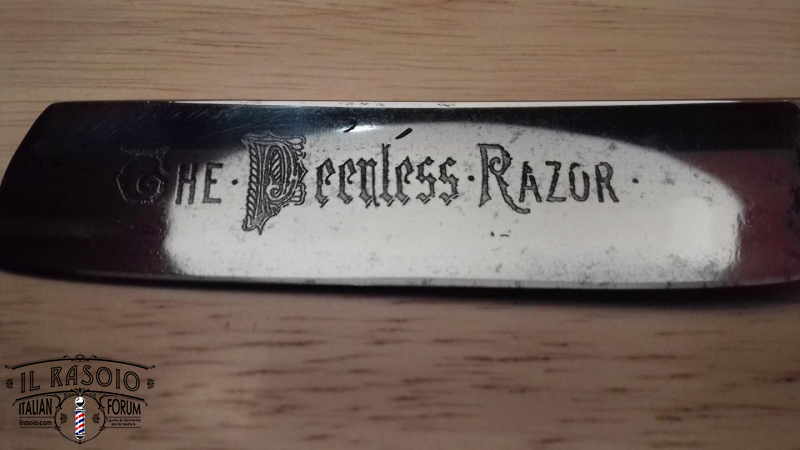 THE · Peerless · RAZOR ·
IL RASOIO
ITALIAN FORUM
ilrasoio.com